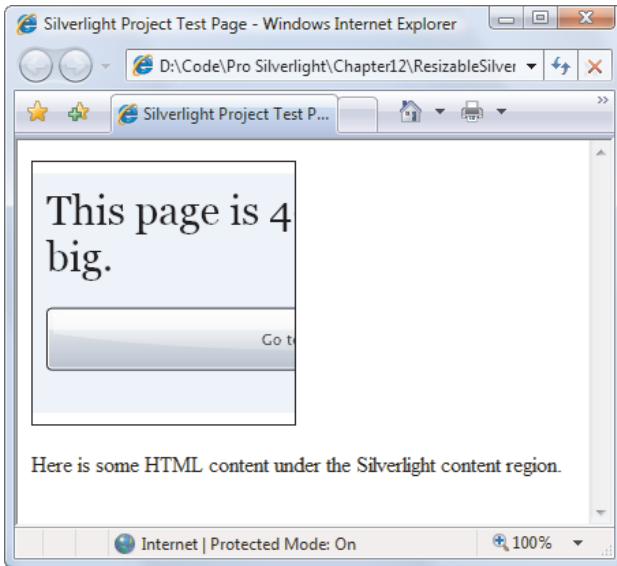 Silverlight Project Test Page - Windows Internet Explorer
D:\Code\Pro Silverlight\Chapter12\ResizableSilver
Silverlight Project Test P...
This page is 4
big.
Go t
Here is some HTML content under the Silverlight content region.
Internet | Protected Mode: On
100%